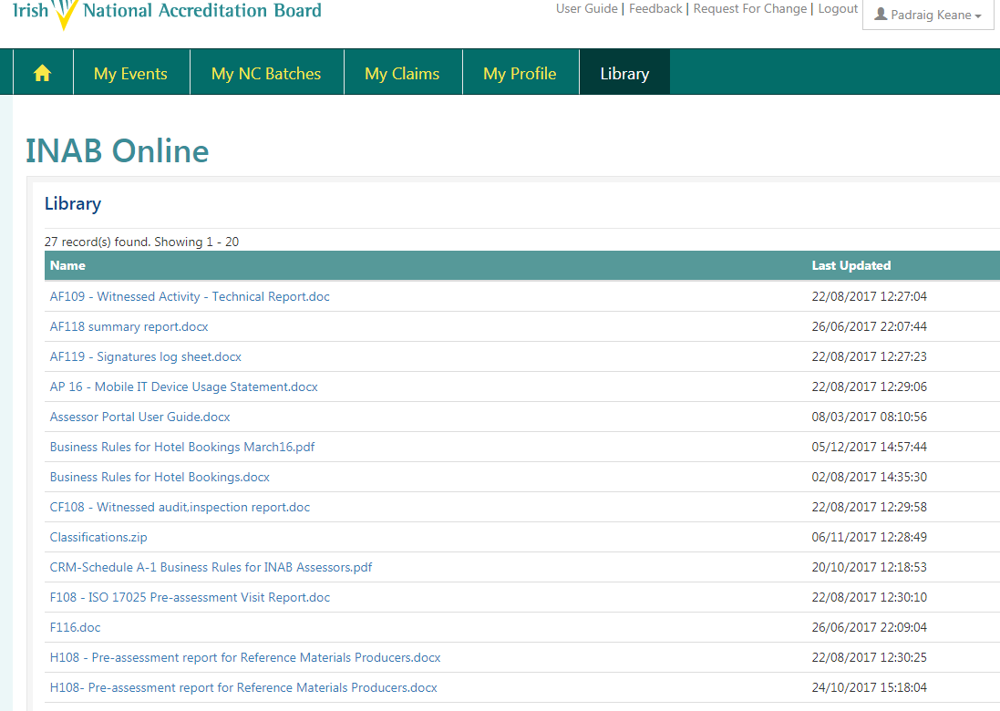 Irish National Accreditation Board
User Guide | Feedback | Request For Change | Logout Padraig Keane
My Events My NC Batches My Claims My Profile Library
INAB Online
Library
27 record(s) found. Showing 1 - 20
Name Last Updated
AF109 - Witnessed Activity - Technical Report.doc 22/08/2017 12:27:04
AF118 summary report.docx 26/06/2017 22:07:44
AF119 - Signatures log sheet.docx 22/08/2017 12:27:23
AP 16 - Mobile IT Device Usage Statement.docx 22/08/2017 12:29:06
Assessor Portal User Guide.docx 08/03/2017 08:10:56
Business Rules for Hotel Bookings March16.pdf 05/12/2017 14:57:44
Business Rules for Hotel Bookings.docx 02/08/2017 14:35:30
CF108 - Witnessed audit,inspection report.doc 22/08/2017 12:29:58
Classifications.zip 06/11/2017 12:28:49
CRM-Schedule A-1 Business Rules for INAB Assessors.pdf 20/10/2017 12:18:53
F108 - ISO 17025 Pre-assessment Visit Report.doc 22/08/2017 12:30:10
F116.doc 26/06/2017 22:09:04
H108 - Pre-assessment report for Reference Materials Producers.docx 22/08/2017 12:30:25
H108- Pre-assessment report for Reference Materials Producers.docx 24/10/2017 15:18:04